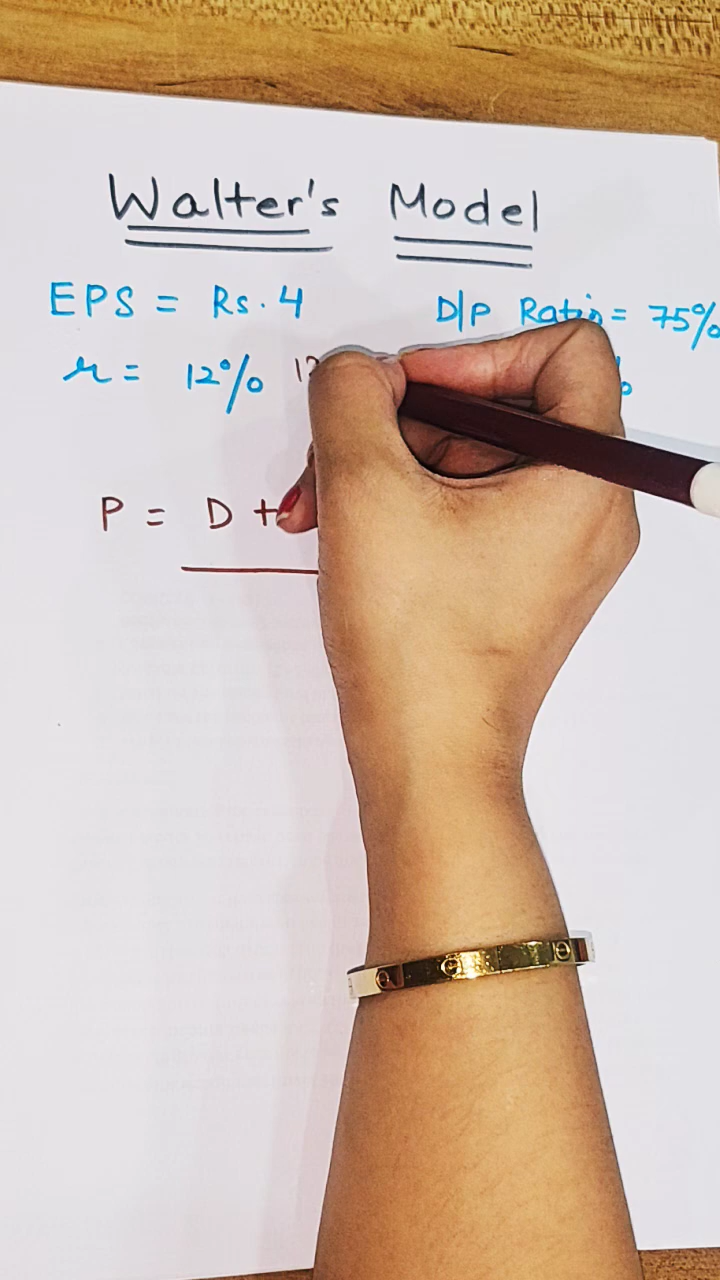 Walter's Model
EPS = Rs. 4 D/P Ratio = 75%
r = 12%
P = D +